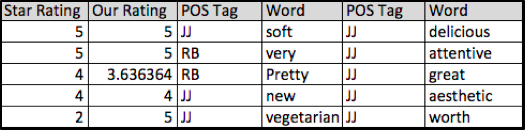 Star Rating Our Rating POS Tag Word POS Tag Word
5 5 JJ soft JJ delicious
5 5 RB very JJ attentive
4 3.636364 RB Pretty JJ great
4 4 JJ new JJ aesthetic
2 5 JJ vegetarian JJ worth